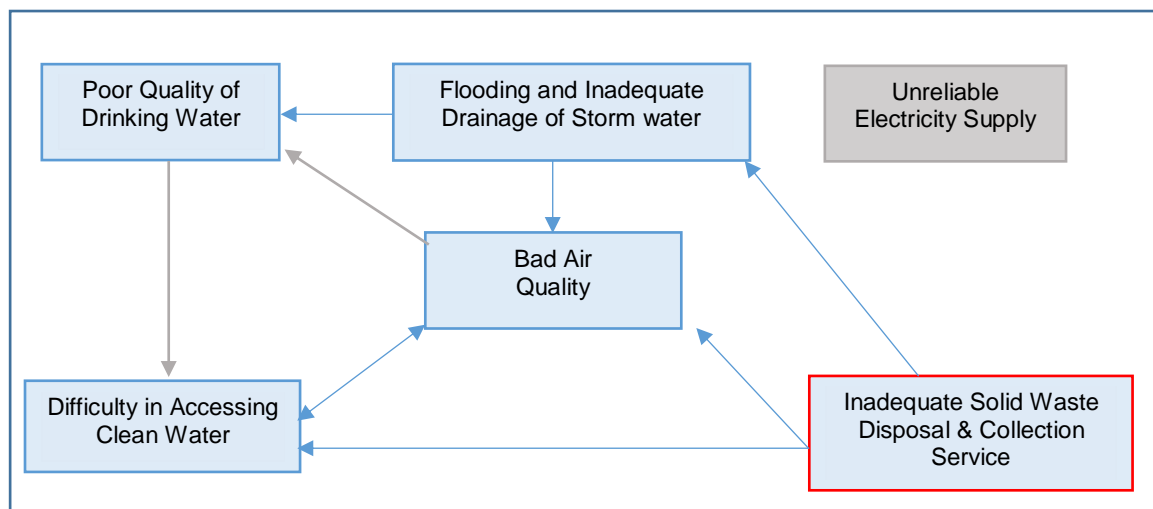 Poor Quality of
Drinking Water
Flooding and Inadequate
Drainage of Storm water
Unreliable
Electricity Supply
Bad Air
Quality
Difficulty in Accessing
Clean Water
Inadequate Solid Waste
Disposal & Collection
Service